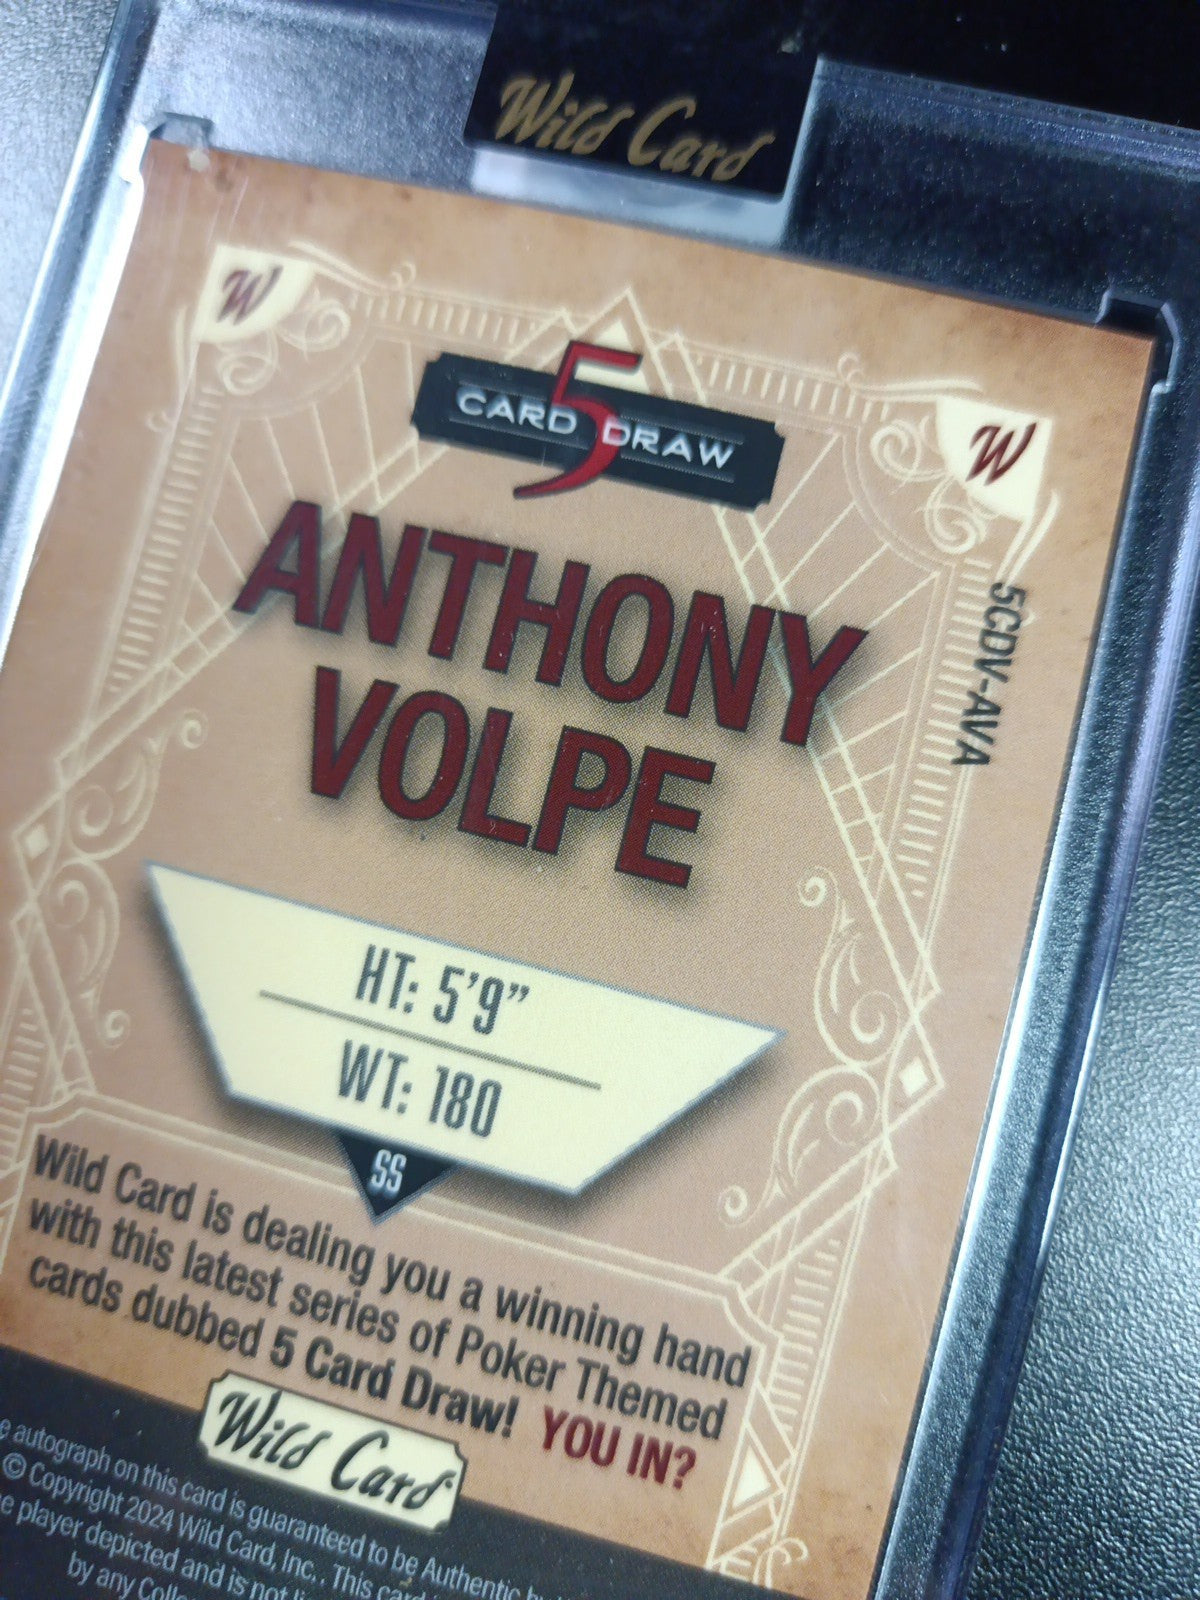 Wild Card
W
5
CARD DRAW
W
5CDV-AVA
ANTHONY
VOLPE
HT: 5'9"
WT: 180
SS
Wild Card is dealing you a winning hand
with this latest series of Poker Themed
cards dubbed 5 Card Draw! YOU IN?
Wild Card
autograph on this card is guaranteed to be Authentic
© Copyright 2024 Wild Card, Inc.. This
player depicted and is not
by any